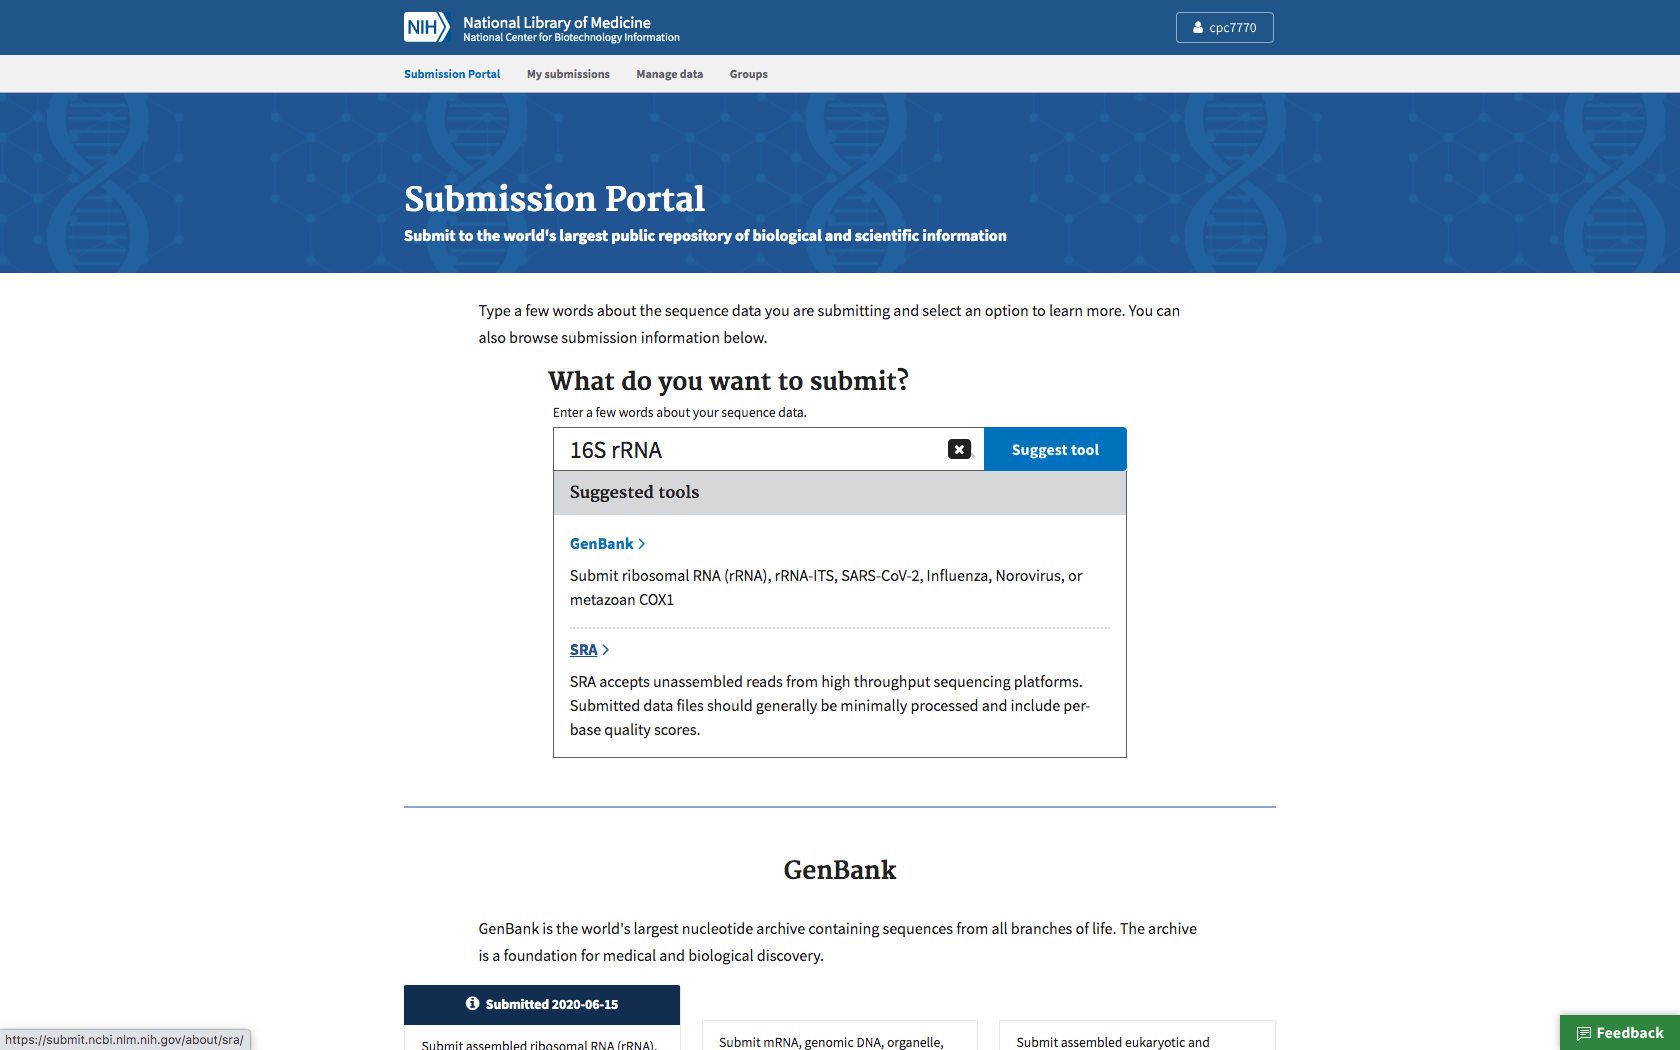 NIH
National Library of Medicine
National Center for Biotechnology Information
cpc7770
Submission Portal
My submissions
Manage data
Groups
Submission Portal
Submit to the world's largest public repository of biological and scientific information
Type a few words about the sequence data you are submitting and select an option to learn more. You can
also browse submission information below.
What do you want to submit?
Enter a few words about your sequence data.
16S rRNA
Suggest tool
Suggested tools
GenBank
Submit ribosomal RNA (rRNA), rRNA-ITS, SARS-CoV-2, Influenza, Norovirus, or
metazoan COX1
SRA
SRA accepts unassembled reads from high throughput sequencing platforms.
Submitted data files should generally be minimally processed and include per-
base quality scores.
GenBank
GenBank is the world's largest nucleotide archive containing sequences from all branches of life. The archive
is a foundation for medical and biological discovery.
Submitted 2020-06-15
Submit assembled ribosomal RNA (rRNA),
Submit mRNA, genomic DNA, organelle,
Submit assembled eukaryotic and
Feedback
https://submit.ncbi.nlm.nih.gov/about/sra/